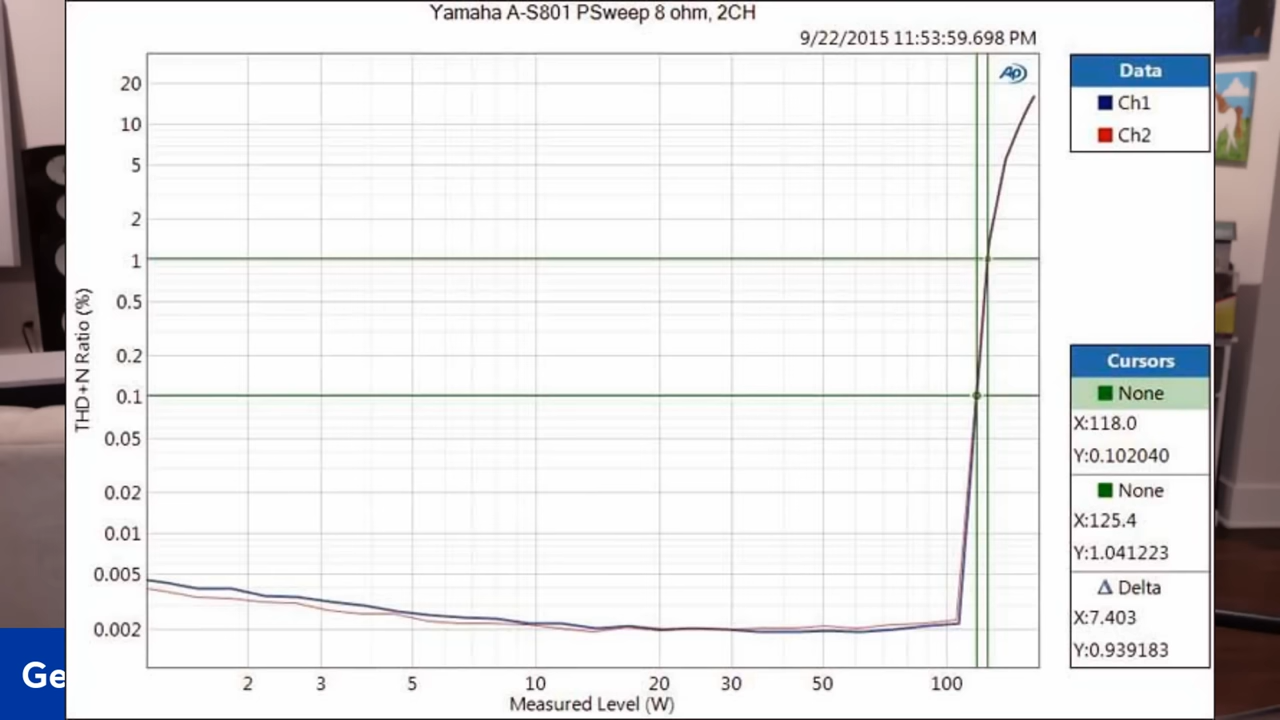 Yamaha A-S801 PSweep 8 ohm, 2CH
9/22/2015 11:53:59.698 PM
AP
20
10
5
2
1
0.5
0.2
0.1
0.05
0.02
0.01
0.005
0.002
THD+N Ratio (%)
2 3 5 10 20 30 50 100
Measured Level (W)
Data
Ch1
Ch2
Cursors
None
X:118.0
Y:0.102040
None
X:125.4
Y:1.041223
Δ Delta
X:7.403
Y:0.939183
Ge